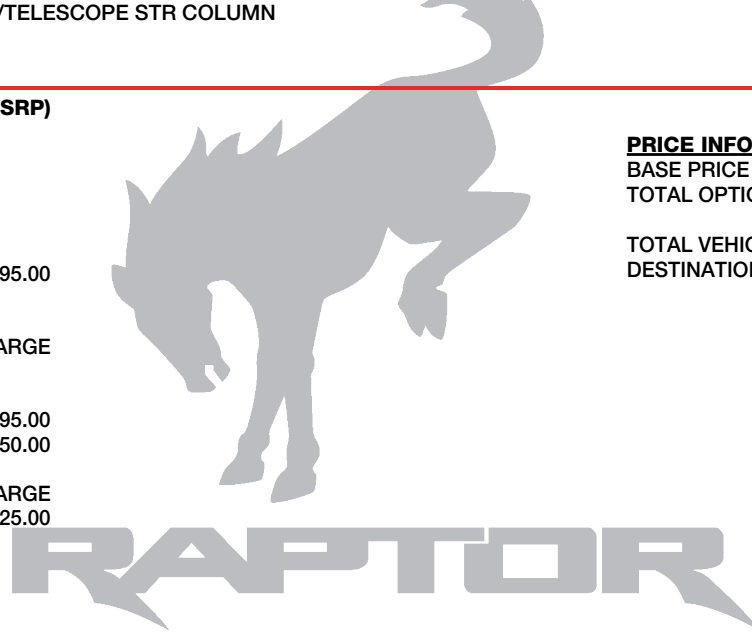 /TELESCOPE STR COLUMN
SRP)
95.00
ARGE
95.00
50.00
ARGE
25.00
PRICE INFO
BASE PRICE
TOTAL OPTIO
TOTAL VEHIC
DESTINATION
RAPTOR